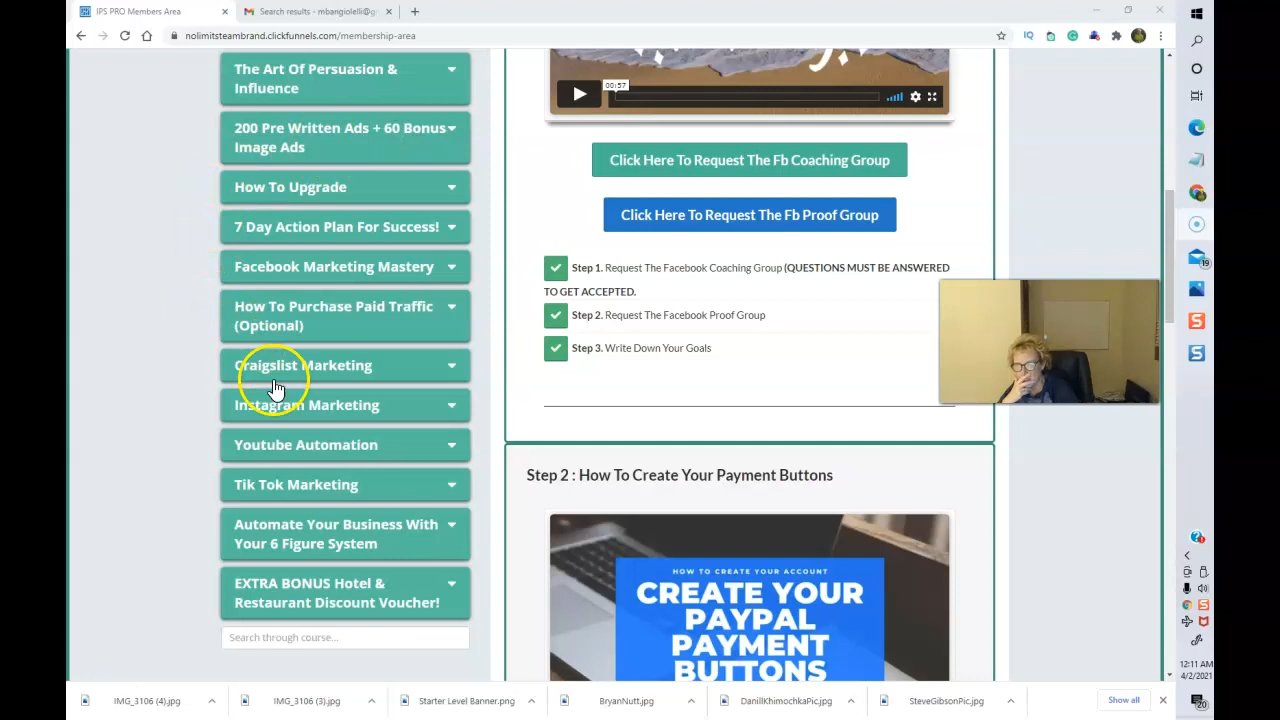 IPS PRO Members Area
Search results - mbangiolelli@g
nolimitsteambrand.clickfunnels.com/membership-area
The Art Of Persuasion &
Influence
200 Pre Written Ads + 60 Bonus
Image Ads
How To Upgrade
7 Day Action Plan For Success!
Facebook Marketing Mastery
How To Purchase Paid Traffic
(Optional)
Craigslist Marketing
Instagram Marketing
Youtube Automation
Tik Tok Marketing
Automate Your Business With
Your 6 Figure System
EXTRA BONUS Hotel &
Restaurant Discount Voucher!
Search through course...
00:57
Click Here To Request The Fb Coaching Group
Click Here To Request The Fb Proof Group
Step 1. Request The Facebook Coaching Group (QUESTIONS MUST BE ANSWERED
TO GET ACCEPTED.
Step 2. Request The Facebook Proof Group
Step 3. Write Down Your Goals
Step 2 : How To Create Your Payment Buttons
HOW TO CREATE YOUR ACCOUNT
CREATE YOUR
PAYPAL
PAYMENT
BUTTONS
IQ
19
12:11 AM
4/2/2021
20
IMG_3106 (4).jpg
IMG_3106 (3).jpg
Starter Level Banner.png
BryanNutt.jpg
DanillKhimochkaPic.jpg
SteveGibsonPic.jpg
Show all